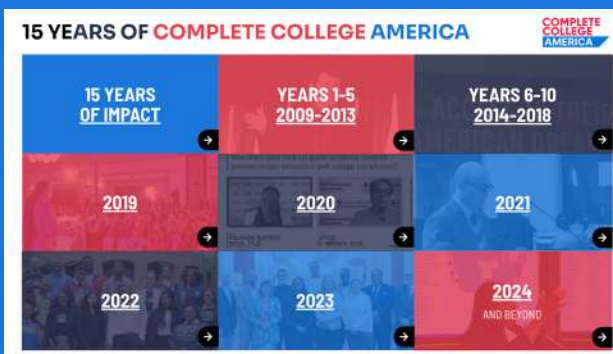 15 YEARS OF COMPLETE COLLEGE AMERICA
COMPLETE
COLLEGE
AMERICA
15 YEARS
OF IMPACT
YEARS 1-5
2009-2013
YEARS 6-10
2014-2018
2019
2020
2021
2022
2023
2024
AND BEYOND